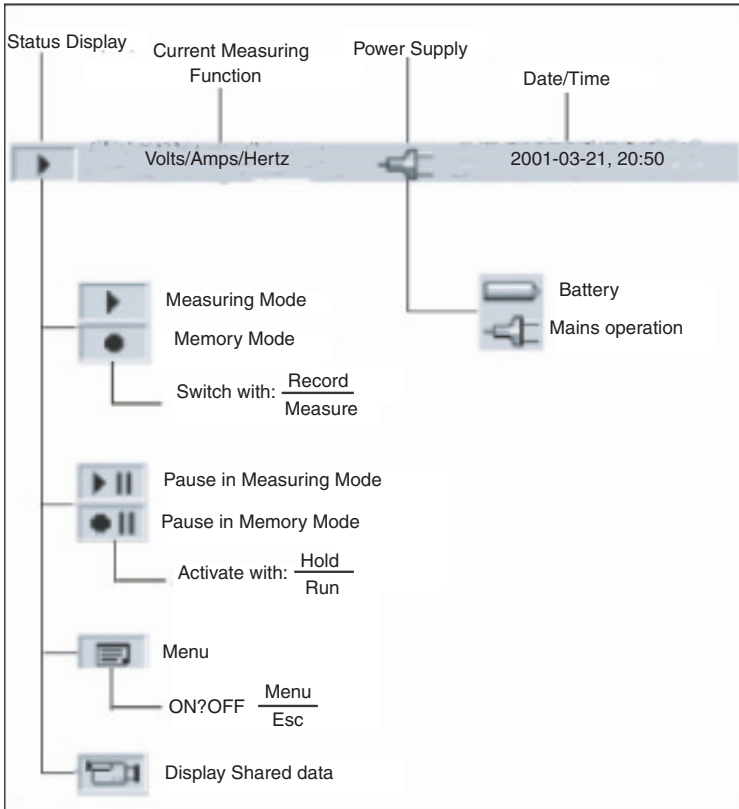 Status Display
Current Measuring
Function
Power Supply
Date/Time
Volts/Amps/Hertz
2001-03-21, 20:50
Measuring Mode
Memory Mode
Switch with: Record
Measure
Battery
Mains operation
Pause in Measuring Mode
Pause in Memory Mode
Activate with: Hold
Run
Menu
ON?OFF Menu
Esc
Display Shared data